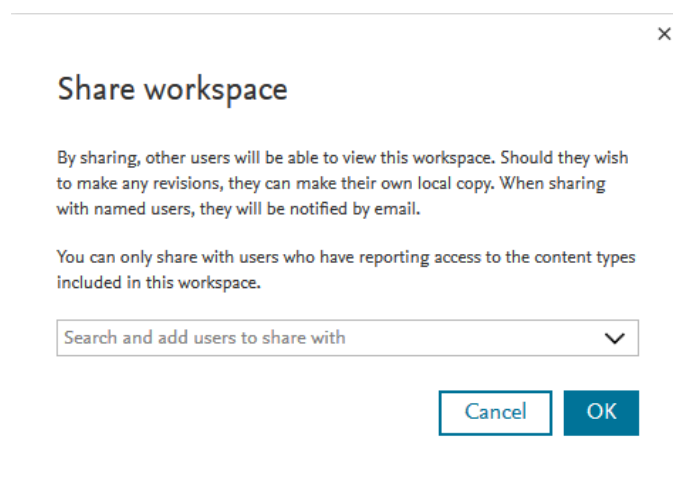 Share workspace
By sharing, other users will be able to view this workspace. Should they wish
to make any revisions, they can make their own local copy. When sharing
with named users, they will be notified by email.
You can only share with users who have reporting access to the content types
included in this workspace.
Search and add users to share with
Cancel OK